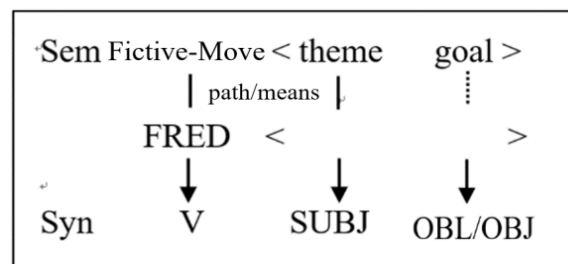 Sem Fictive-Move < theme goal >
path/means
FRED < >
Syn V SUBJ OBL/OBJ